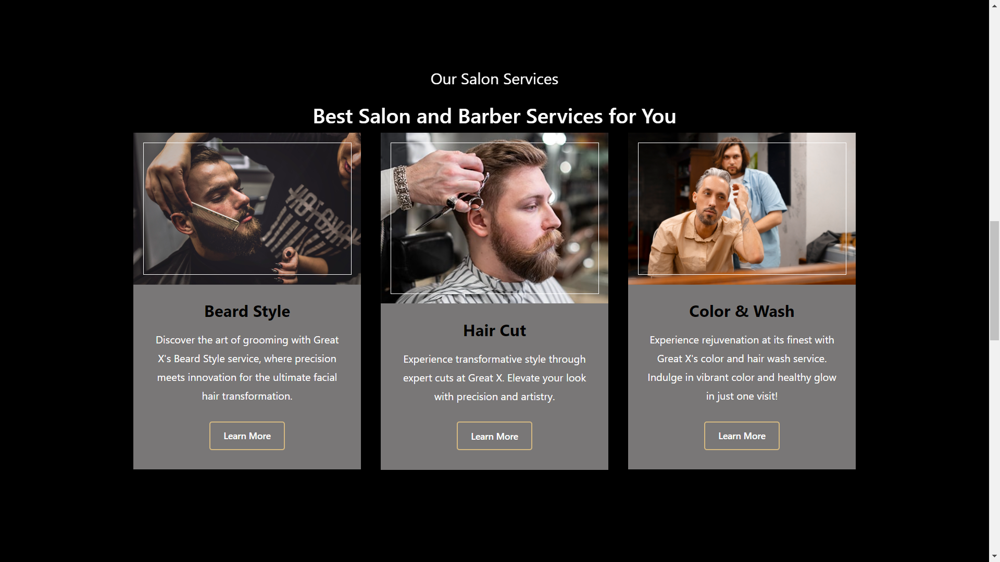 Our Salon Services
Best Salon and Barber Services for You
Beard Style
Discover the art of grooming with Great
X's Beard Style service, where precision
meets innovation for the ultimate facial
hair transformation.
Learn More
Hair Cut
Experience transformative style through
expert cuts at Great X. Elevate your look
with precision and artistry.
Learn More
Color & Wash
Experience rejuvenation at its finest with
Great X's color and hair wash service.
Indulge in vibrant color and healthy glow
in just one visit!
Learn More